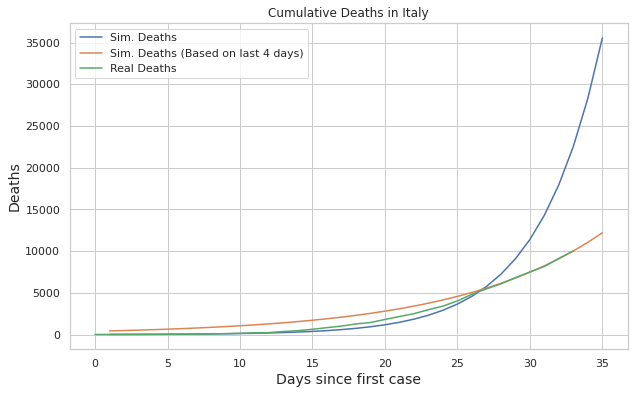 Cumulative Deaths in Italy
Sim. Deaths
Sim. Deaths (Based on last 4 days)
Real Deaths
35000
30000
25000
20000
15000
10000
5000
0
Deaths
0 5 10 15 20 25 30 35
Days since first case